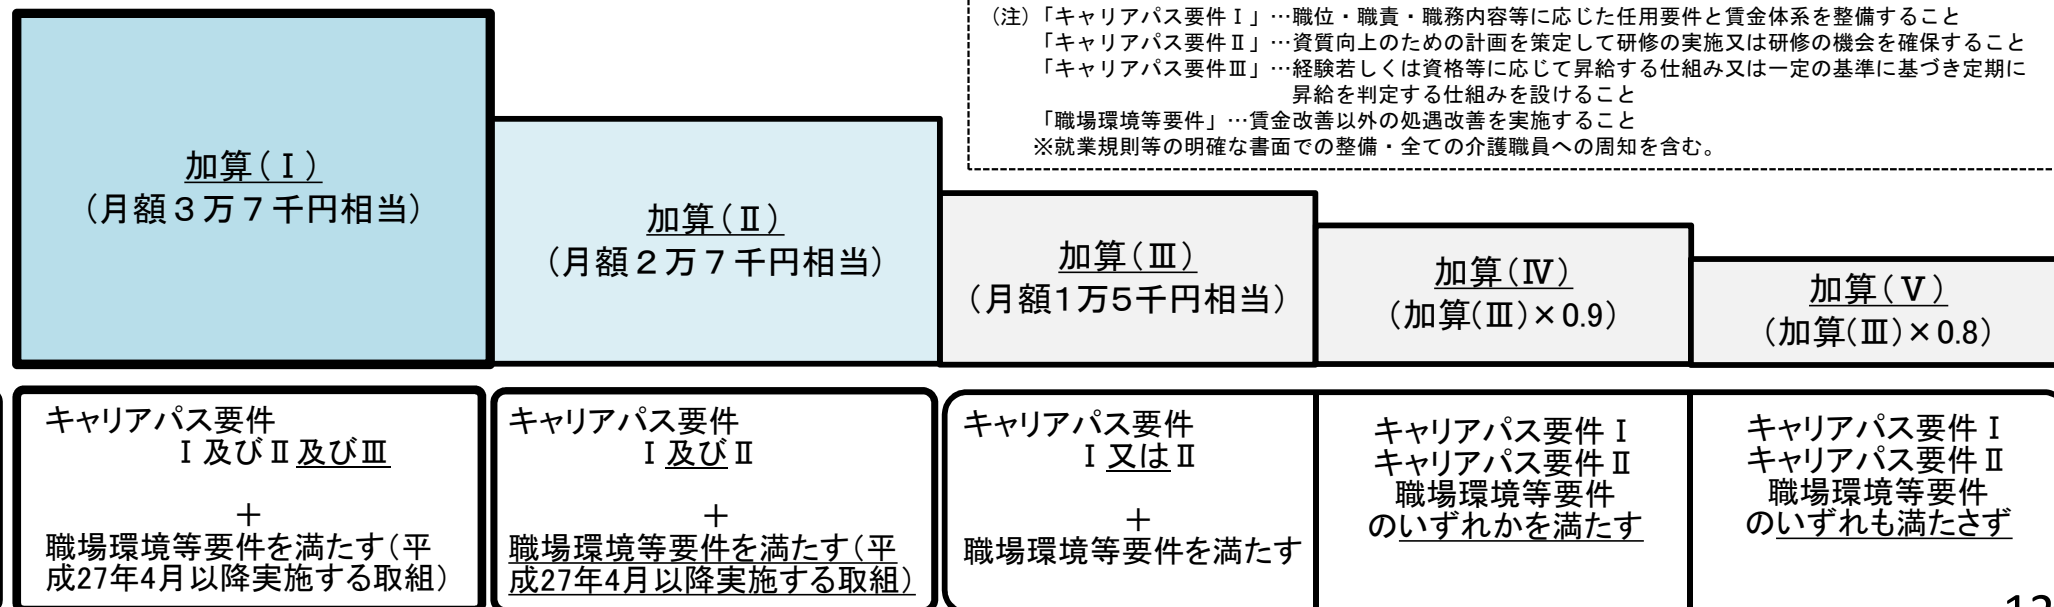 (注)「キャリアパス要件Ⅰ」…職位・職責・職務内容等に応じた任用要件と賃金体系を整備すること
「キャリアパス要件Ⅱ」…資質向上のための計画を策定して研修の実施又は研修の機会を確保すること
「キャリアパス要件Ⅲ」…経験若しくは資格等に応じて昇給する仕組み又は一定の基準に基づき定期に
昇給を判定する仕組みを設けること
「職場環境等要件」…賃金改善以外の処遇改善を実施すること
※就業規則等の明確な書面での整備・全ての介護職員への周知を含む。
加算(Ⅰ)
(月額３万７千円相当)
加算(Ⅱ)
(月額２万７千円相当)
加算(Ⅲ)
(月額1万5千円相当)
加算(Ⅳ)
(加算(Ⅲ)×0.9)
加算(Ⅴ)
(加算(Ⅲ)×0.8)
キャリアパス要件
Ⅰ及びⅡ及びⅢ
＋
職場環境等要件を満たす(平
成27年4月以降実施する取組)
キャリアパス要件
Ⅰ及びⅡ
＋
職場環境等要件を満たす(平
成27年4月以降実施する取組)
キャリアパス要件
Ⅰ又はⅡ
＋
職場環境等要件を満たす
キャリアパス要件Ⅰ
キャリアパス要件Ⅱ
職場環境等要件
のいずれかを満たす
キャリアパス要件Ⅰ
キャリアパス要件Ⅱ
職場環境等要件
のいずれも満たさず